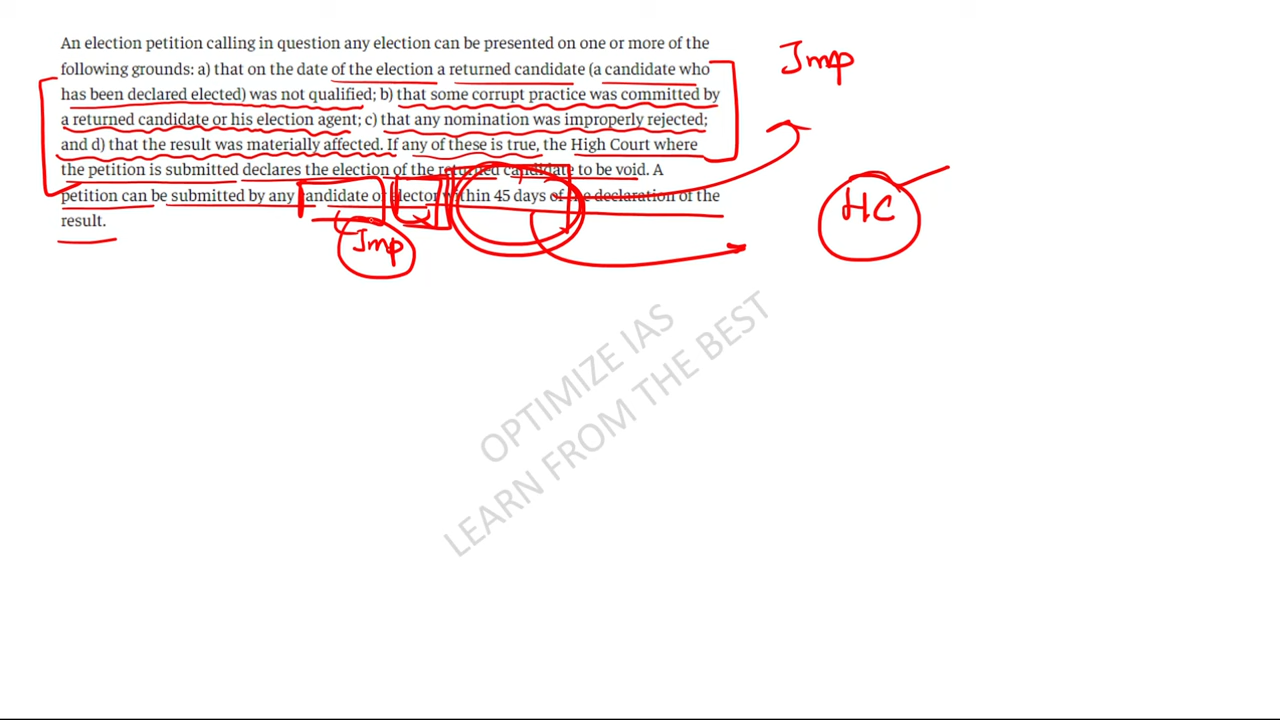 An election petition calling in question any election can be presented on one or more of the
following grounds: a) that on the date of the election a returned candidate (a candidate who
has been declared elected) was not qualified; b) that some corrupt practice was committed by
a returned candidate or his election agent; c) that any nomination was improperly rejected;
and d) that the result was materially affected. If any of these is true, the High Court where
the petition is submitted declares the election of the returned candidate to be void. A
petition can be submitted by any candidate or elector within 45 days of the declaration of the
result.
Imp
HC
Imp
OPTIMIZE IAS
LEARN FROM THE BEST